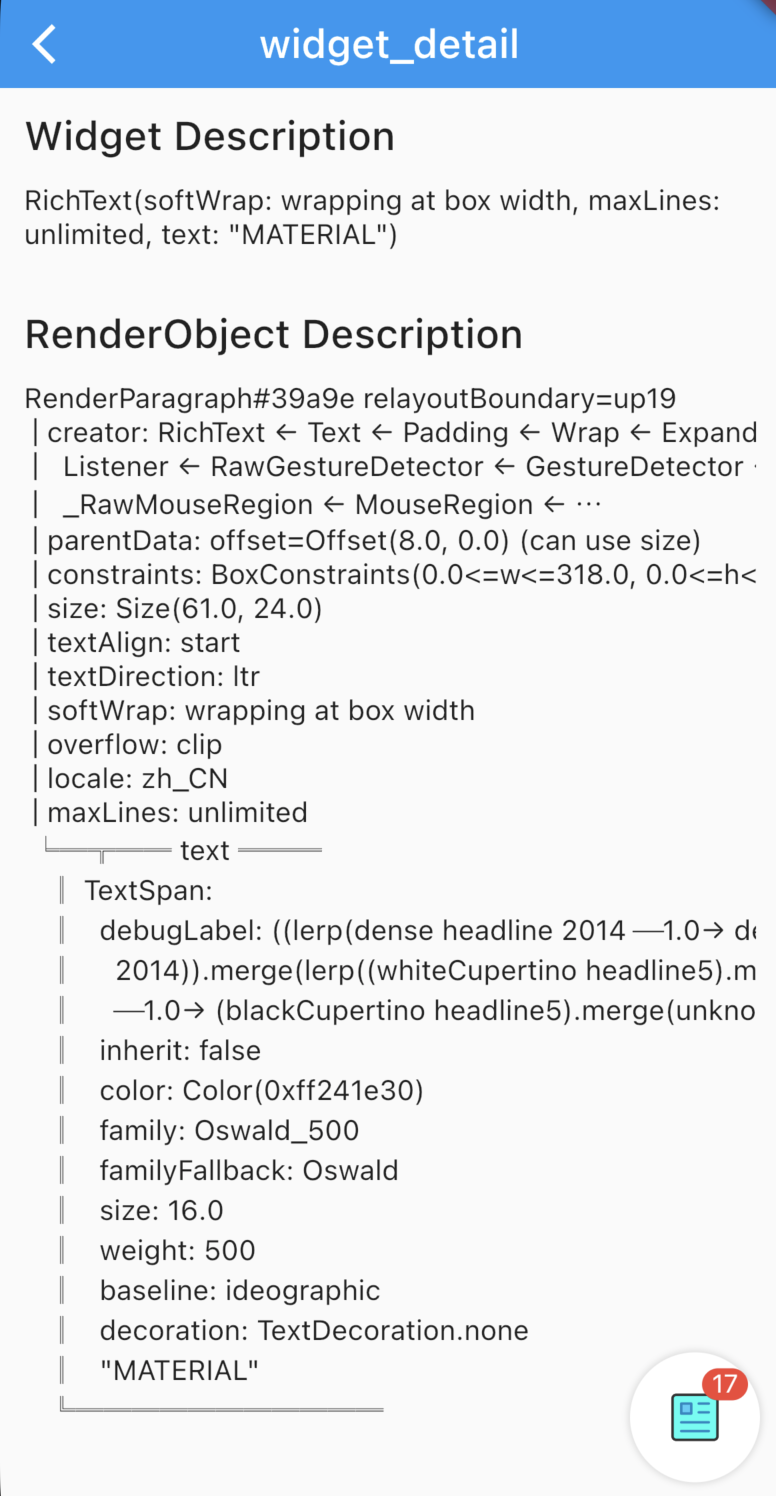 widget_detail
Widget Description
RichText(softWrap: wrapping at box width, maxLines:
unlimited, text: "MATERIAL")
RenderObject Description
RenderParagraph#39a9e relayoutBoundary=up19
│ creator: RichText ← Text ← Padding ← Wrap ← Expand
│ Listener ← RawGestureDetector ← GestureDetector
│ _RawMouseRegion ← MouseRegion ← ⋯
│ parentData: offset=Offset(8.0, 0.0) (can use size)
│ constraints: BoxConstraints(0.0<=w<=318.0, 0.0<=h<
│ size: Size(61.0, 24.0)
│ textAlign: start
│ textDirection: ltr
│ softWrap: wrapping at box width
│ overflow: clip
│ locale: zh_CN
│ maxLines: unlimited
╘═╦══ text ═══
║ TextSpan:
║ debugLabel: ((lerp(dense headline 2014 ⎯1.0→ de
║ 2014)).merge(lerp((whiteCupertino headline5).m
║ ⎯1.0→ (blackCupertino headline5).merge(unkno
║ inherit: false
║ color: Color(0xff241e30)
║ family: Oswald_500
║ familyFallback: Oswald
║ size: 16.0
║ weight: 500
║ baseline: ideographic
║ decoration: TextDecoration.none
║ "MATERIAL"
╚═══════════
17